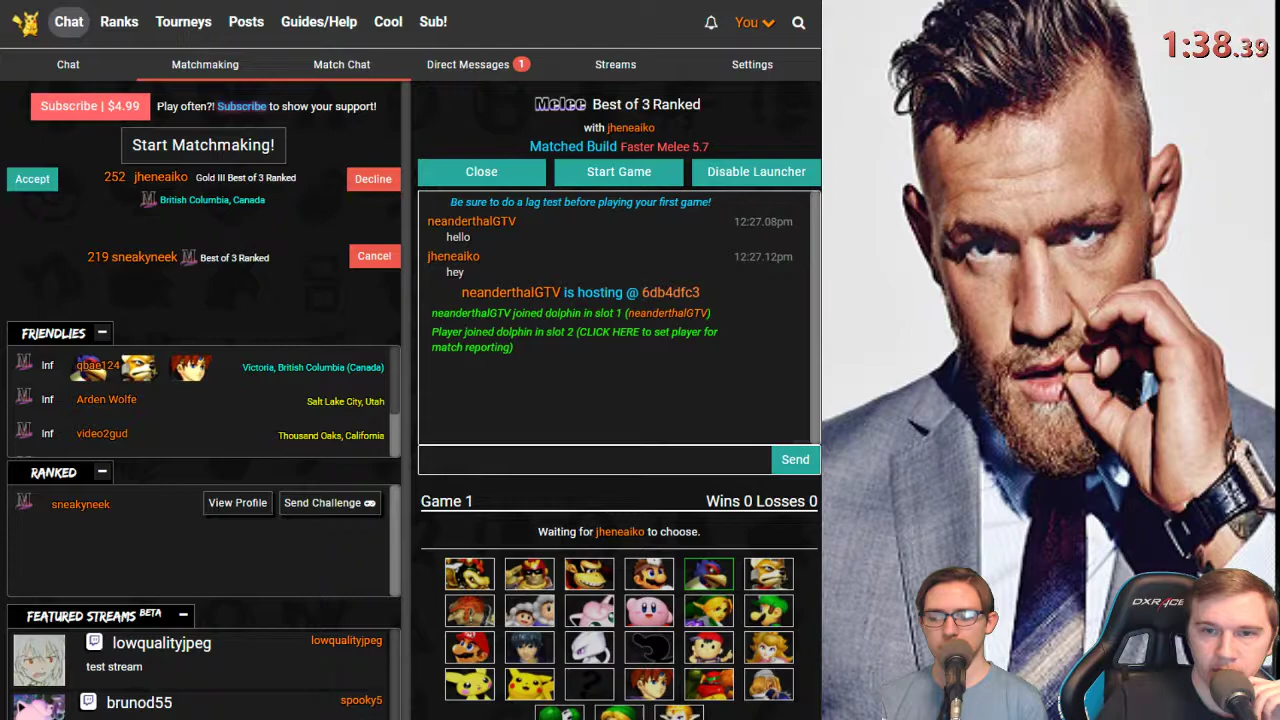 Chat Ranks Tourneys Posts Guides/Help Cool Sub! You
Chat Matchmaking Match Chat Direct Messages 1 Streams Settings
1:38.39
Subscribe | $4.99 Play often?! Subscribe to show your support!
Start Matchmaking!
Accept 252 jheneaiko Gold III Best of 3 Ranked Decline
British Columbia, Canada
219 sneakyneek Best of 3 Ranked Cancel
FRIENDLIES
Inf qbae124 Victoria, British Columbia (Canada)
Inf Arden Wolfe Salt Lake City, Utah
Inf video2gud Thousand Oaks, California
RANKED
sneakyneek View Profile Send Challenge
FEATURED STREAMS BETA
lowqualityjpeg lowqualityjpeg
test stream
brunod55 spooky5
Melee Best of 3 Ranked
with jheneaiko
Matched Build Faster Melee 5.7
Close Start Game Disable Launcher
Be sure to do a lag test before playing your first game!
neanderthalGTV 12:27.08pm
hello
jheneaiko 12:27.12pm
hey
neanderthalGTV is hosting @ 6db4dfc3
neanderthalGTV joined dolphin in slot 1 (neanderthalGTV)
Player joined dolphin in slot 2 (CLICK HERE to set player for
match reporting)
Send
Game 1 Wins 0 Losses 0
Waiting for jheneaiko to choose.
?
DXRACER